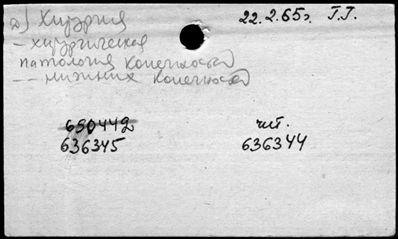 а) Хирургия 22.2.65г. Г.Г.
- хирургическая
патология конечностей
-- нижних конечностей
650442 чит.
636345 636344